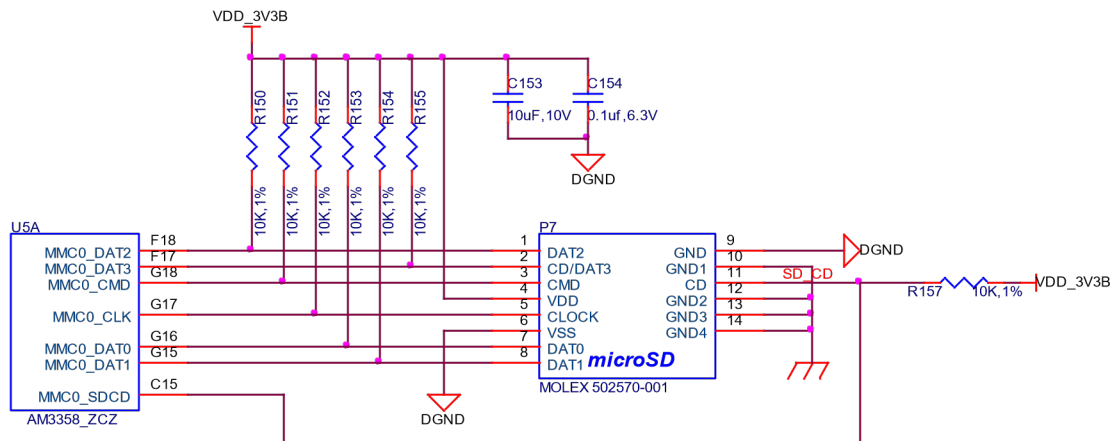 VDD_3V3B
R150
R151
R152
R153
R154
R155
10K,1%
10K,1%
10K,1%
10K,1%
10K,1%
10K,1%
C153
10uF,10V
C154
0.1uf,6.3V
DGND
U5A
MMC0_DAT2 F18
MMC0_DAT3 F17
MMC0_CMD G18
MMC0_CLK G17
MMC0_DAT0 G16
MMC0_DAT1 G15
MMC0_SDCD C15
AM3358_ZCZ
P7
1 DAT2
2 CD/DAT3
3 CMD
4 VDD
5 CLOCK
6 VSS
7 DAT0
8 DAT1
GND 9
GND1 10
CD 11
GND2 12
GND3 13
GND4 14
microSD
MOLEX 502570-001
DGND
DGND
SD_CD
R157
10K,1%
VDD_3V3B